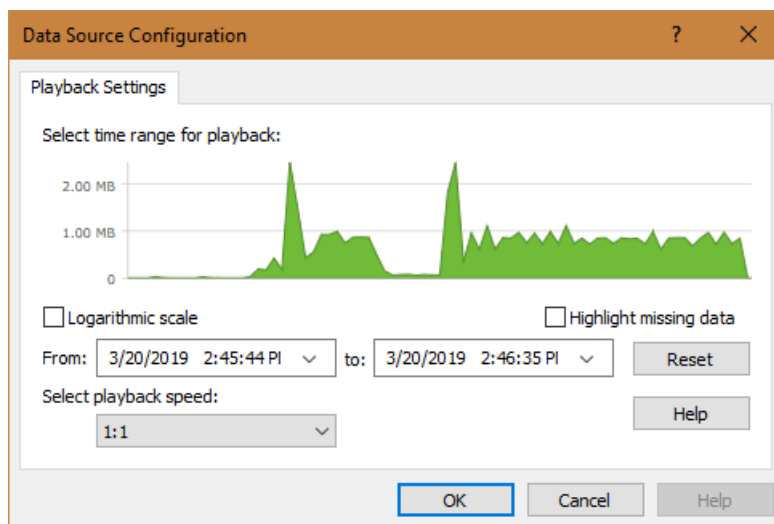 Data Source Configuration ?
Playback Settings
Select time range for playback:
2.00 MB
1.00 MB
0
Logarithmic scale Highlight missing data
From: 3/20/2019 2:45:44 PI to: 3/20/2019 2:46:35 PI Reset
Select playback speed:
Help
1:1
OK Cancel Help